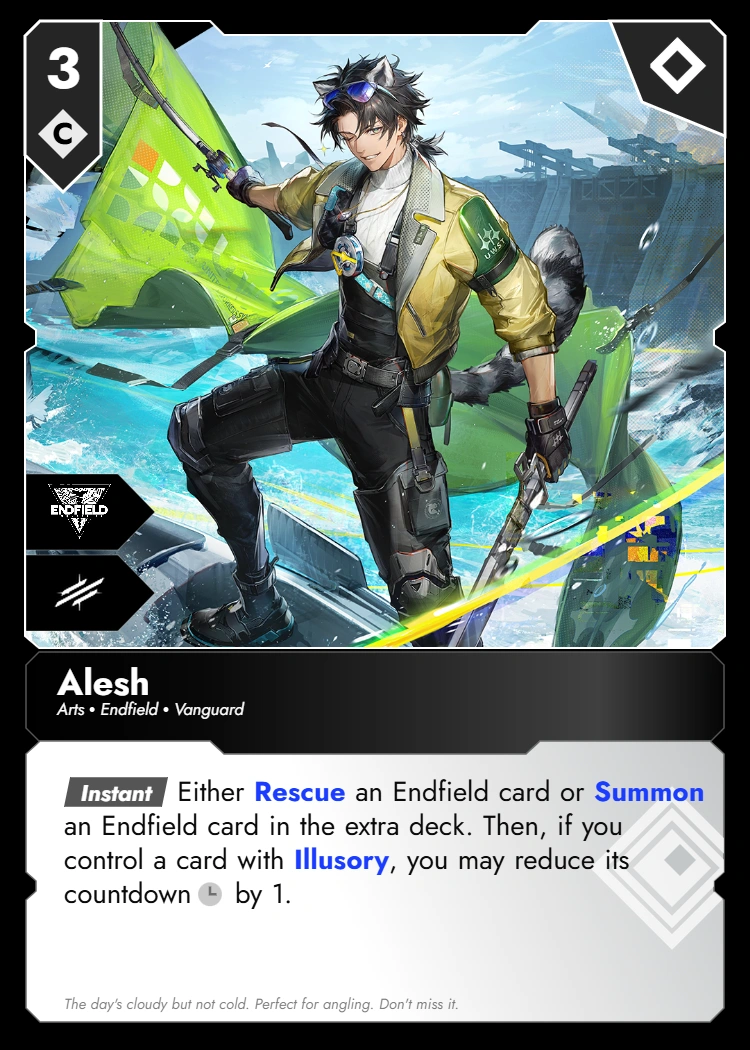 3
C
UWST
ENDFIELD
Alesh
Arts • Endfield • Vanguard
Instant Either Rescue an Endfield card or Summon
an Endfield card in the extra deck. Then, if you
control a card with Illusory, you may reduce its
countdown by 1.
The day's cloudy but not cold. Perfect for angling. Don't miss it.